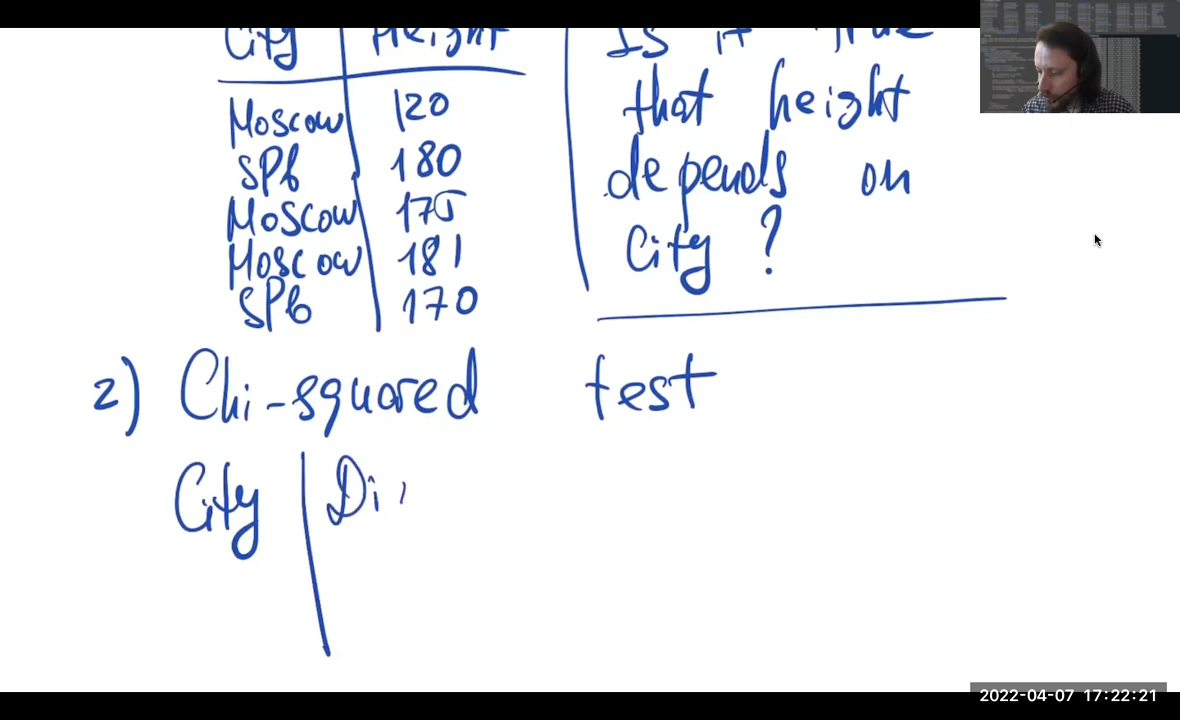 City | Height
Moscow 120
SPb 180
Moscow 175
Moscow 181
SPb 170
Is it true
that height
depends on
City ?
2) Chi-squared test
City | Di
2022-04-07 17:22:21